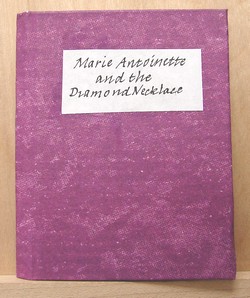 Marie Antoinette
and the
Diamond Necklace